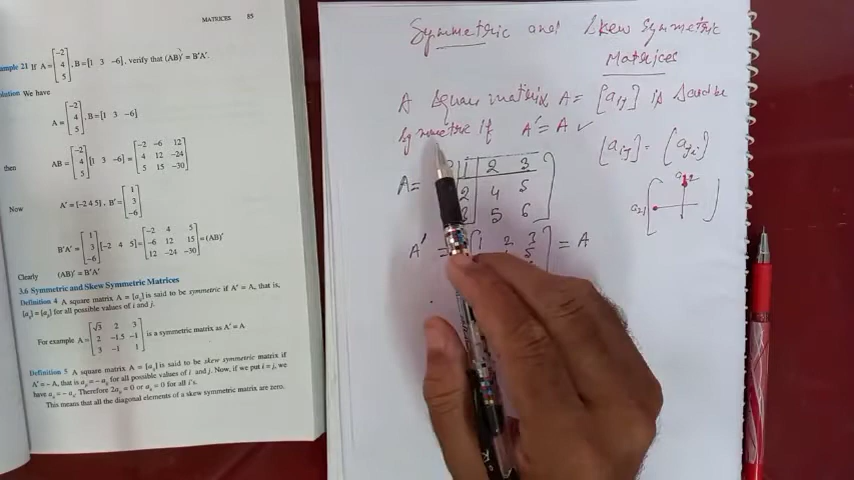 MATRICES 85
ample 21 If A = [-2 4 5], B = [1 3 -6], verify that (AB)' = B'A'.
lution We have
A = [-2 4 5], B = [1 3 -6]
then AB = [-2 4 5] [1 3 -6] = [-2 -6 12 4 12 -24 5 15 -30]
Now A' = [-2 4 5], B' = [1 3 -6]
B'A' = [1 3 -6] [-2 4 5] = [-2 4 5 -6 12 15 12 -24 -30] = (AB)'
Clearly (AB)' = B'A'
3.6 Symmetric and Skew Symmetric Matrices
Definition 4 A square matrix A = [aij] is said to be symmetric if A' = A, that is,
[aij] = [aji] for all possible values of i and j.
For example A = [√3 2 3 2 -1.5 -1 3 -1 1] is a symmetric matrix as A' = A
Definition 5 A square matrix A = [aij] is said to be skew symmetric matrix if
A' = -A, that is aji = -aij for all possible values of i and j. Now, if we put i = j, we
have aii = -aii. Therefore 2aii = 0 or aii = 0 for all i's.
This means that all the diagonal elements of a skew symmetric matrix are zero.
Symmetric and Skew Symmetric
Matrices
A Square matrix A = [aij] is said be
Symmetric if A' = A ✓
[aij] = [aji]
A = 1 2 3
2 4 5
3 5 6
a12
a21
A' = [1 2 3 = A